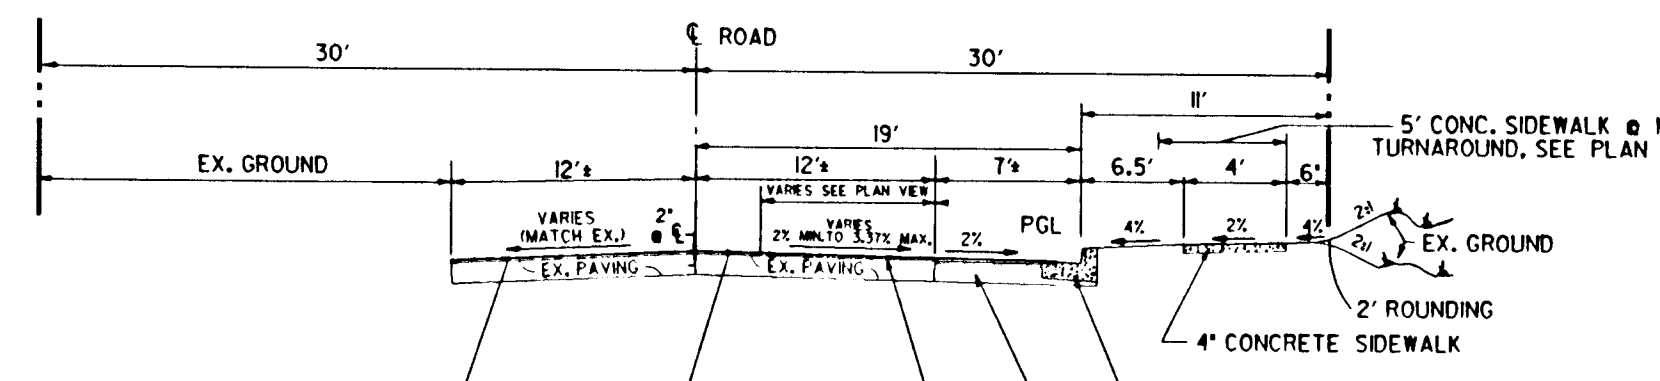 ℄ ROAD
30'
30'
11'
5' CONC. SIDEWALK @
TURNAROUND, SEE PLAN
19'
EX. GROUND
12'±
12'±
7'±
6.5'
4'
6"
VARIES SEE PLAN VIEW
VARIES
(MATCH EX.)
2"
@ ℄
VARIES
2% MIN. TO 3.37% MAX.
2%
PGL
4%
2%
4%
2:1
2:1
EX. GROUND
EX. PAVING
EX. PAVING
2' ROUNDING
4" CONCRETE SIDEWALK